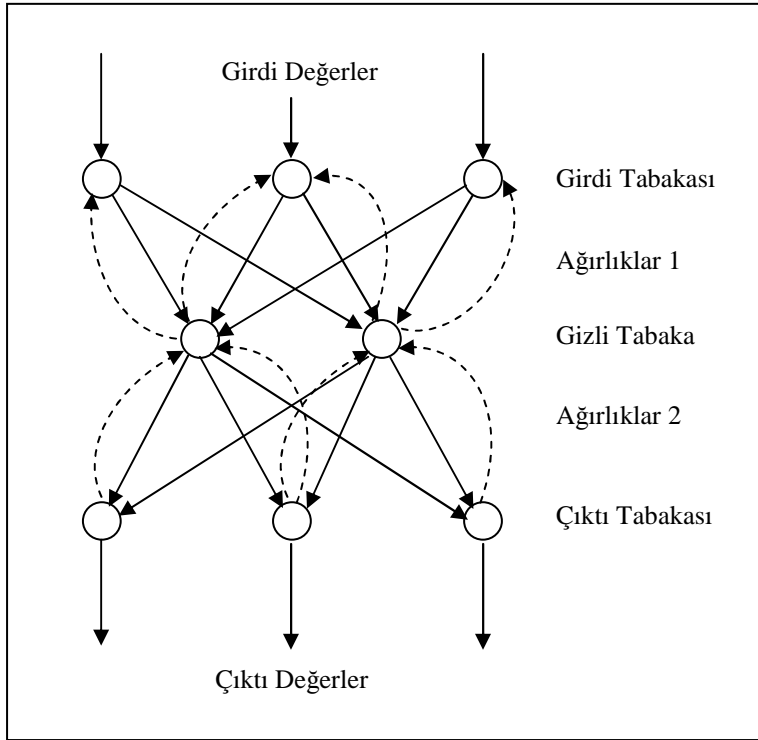 Girdi Değerler
Girdi Tabakası
Ağırlıklar 1
Gizli Tabaka
Ağırlıklar 2
Çıktı Tabakası
Çıktı Değerler